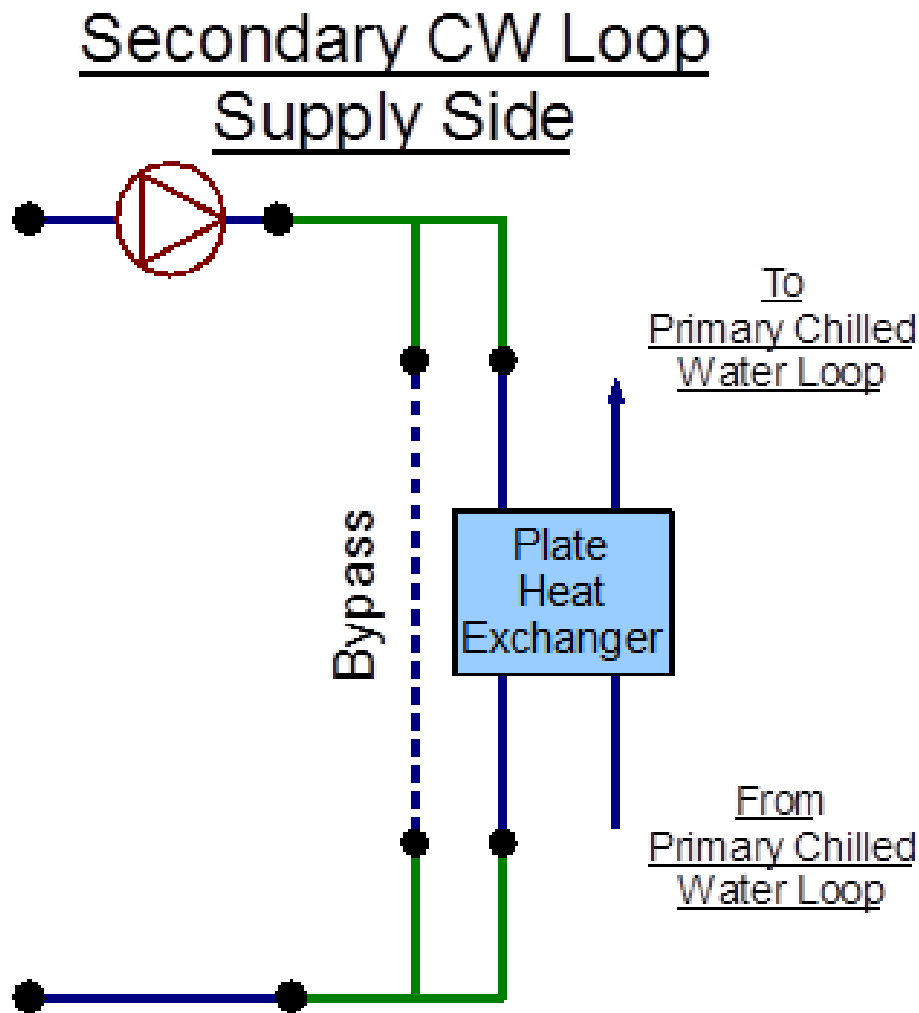 Secondary CW Loop
Supply Side
To
Primary Chilled
Water Loop
Bypass
Plate
Heat
Exchanger
From
Primary Chilled
Water Loop